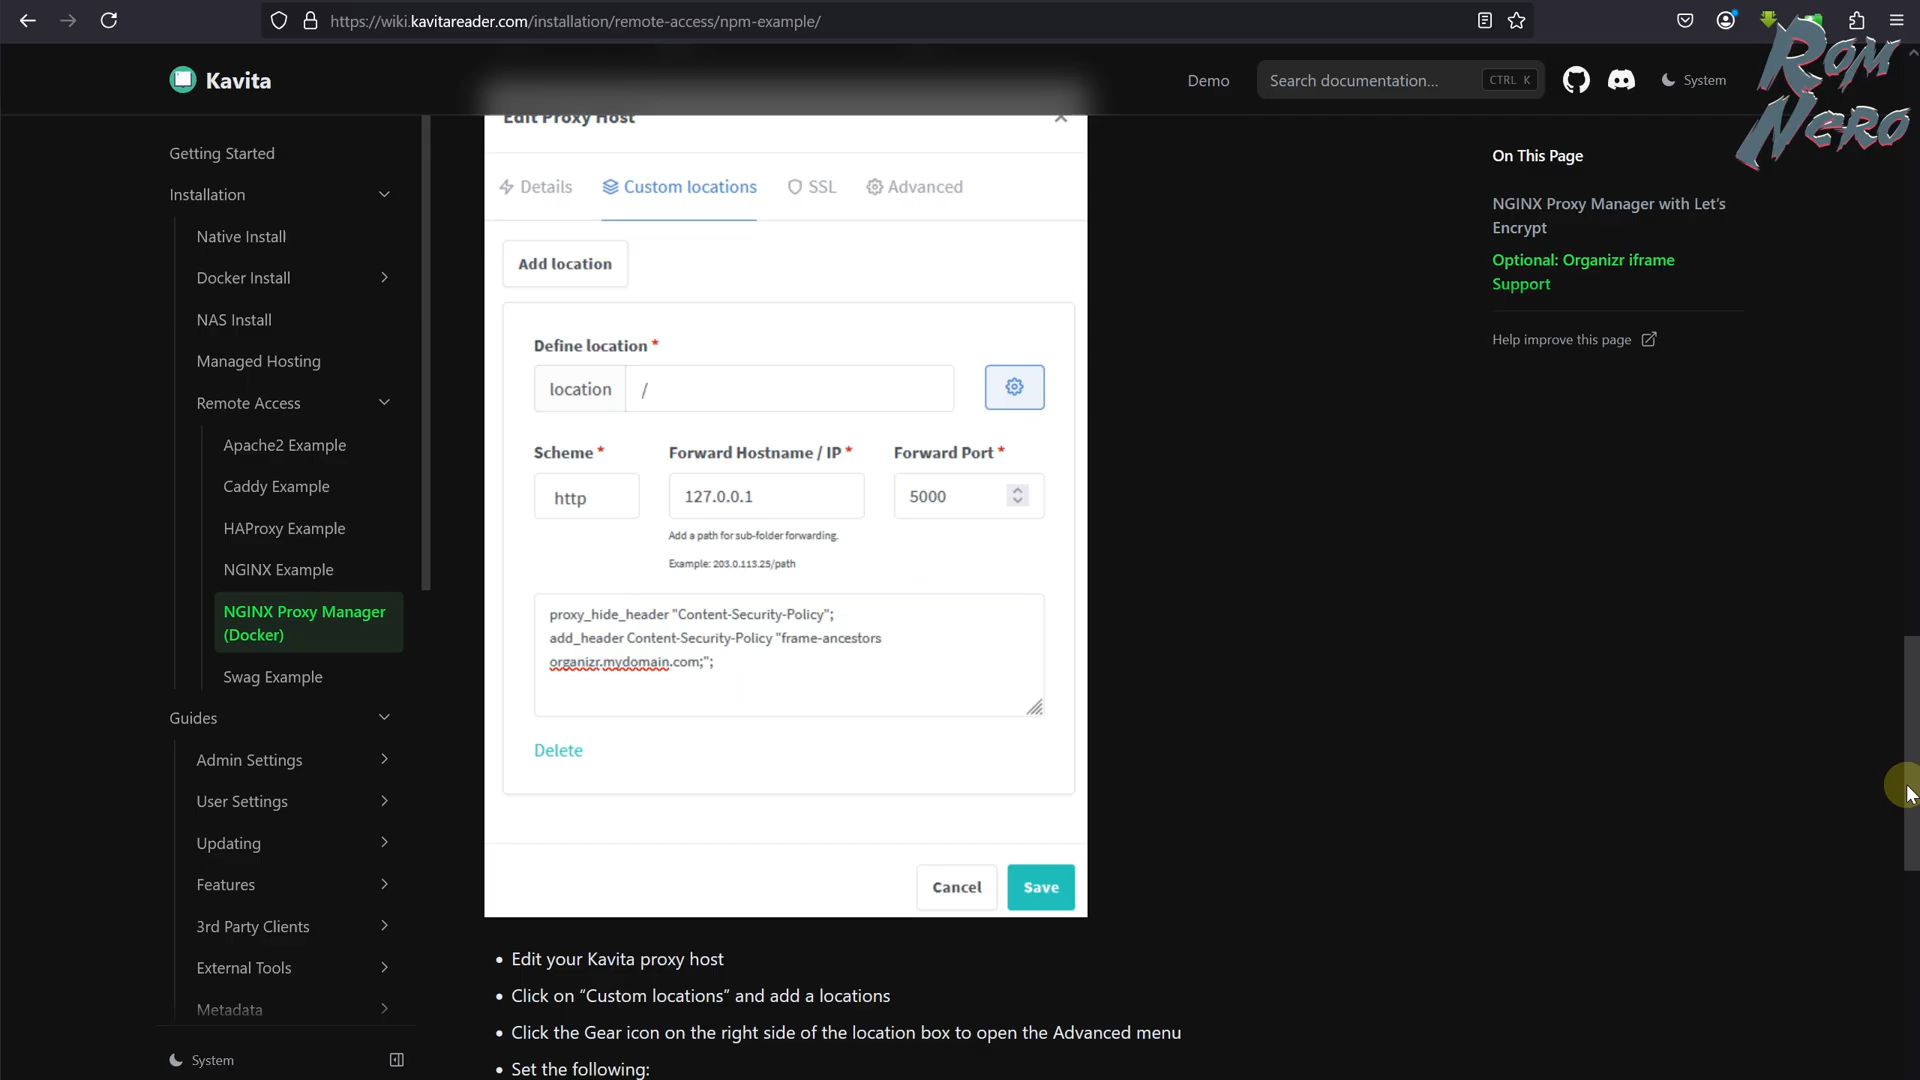 https://wiki.kavitareader.com/installation/remote-access/npm-example/
Kavita
Demo
Search documentation...
CTRL K
System
Rom
Nero
Getting Started
Installation
Native Install
Docker Install
NAS Install
Managed Hosting
Remote Access
Apache2 Example
Caddy Example
HAProxy Example
NGINX Example
NGINX Proxy Manager
(Docker)
Swag Example
Guides
Admin Settings
User Settings
Updating
Features
3rd Party Clients
External Tools
Metadata
System
Edit Proxy Host
Details
Custom locations
SSL
Advanced
Add location
Define location *
location
/
Scheme *
Forward Hostname / IP *
Forward Port *
http
127.0.0.1
5000
Add a path for sub-folder forwarding.
Example: 203.0.113.25/path
proxy_hide_header "Content-Security-Policy";
add_header Content-Security-Policy "frame-ancestors
organizr.mydomain.com;";
Delete
Cancel
Save
• Edit your Kavita proxy host
• Click on “Custom locations” and add a locations
• Click the Gear icon on the right side of the location box to open the Advanced menu
• Set the following:
On This Page
NGINX Proxy Manager with Let’s
Encrypt
Optional: Organizr iframe
Support
Help improve this page